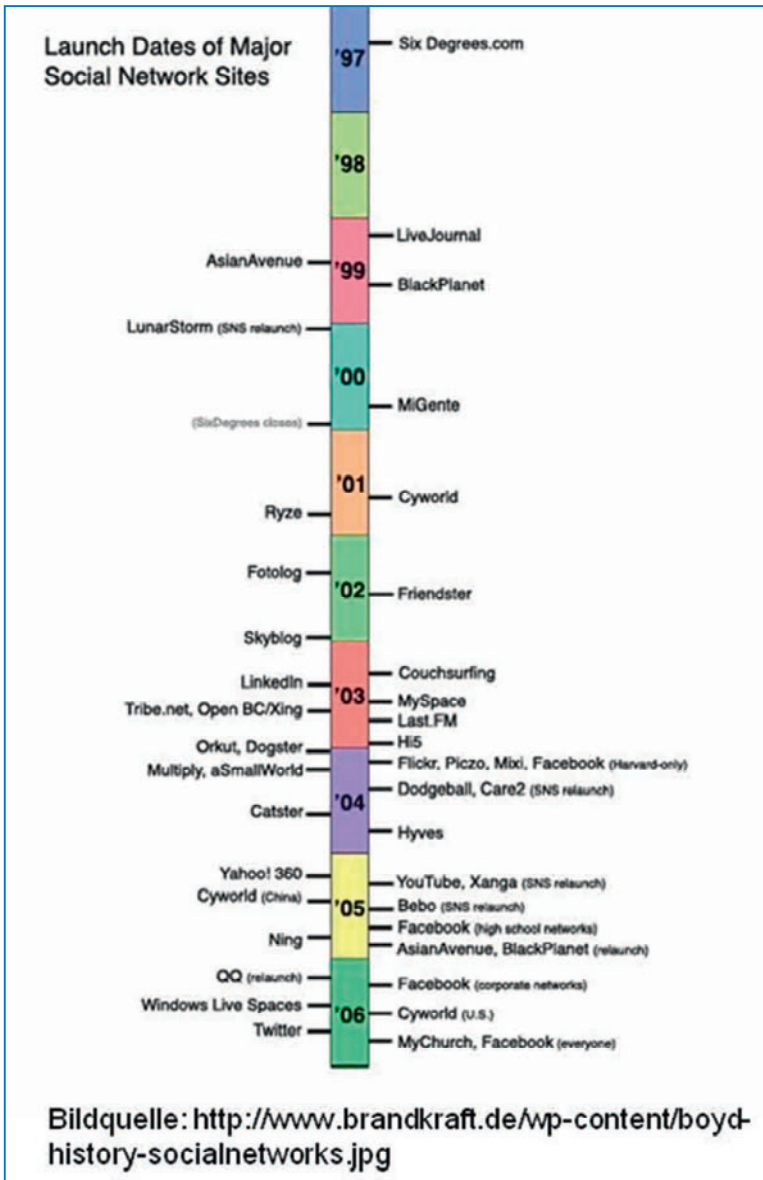 Launch Dates of Major
Social Network Sites
'97
Six Degrees.com
'98
LiveJournal
AsianAvenue
'99
BlackPlanet
LunarStorm (SNS relaunch)
'00
MiGente
(SixDegrees closes)
'01
Cyworld
Ryze
Fotolog
'02
Friendster
Skyblog
Couchsurfing
LinkedIn
'03
MySpace
Tribe.net, Open BC/Xing
Last.FM
Hi5
Orkut, Dogster
Flickr, Piczo, Mixi, Facebook (Harvard-only)
Multiply, aSmallWorld
Dodgeball, Care2 (SNS relaunch)
'04
Catster
Hyves
Yahoo! 360
YouTube, Xanga (SNS relaunch)
Cyworld (China)
'05
Bebo (SNS relaunch)
Facebook (high school networks)
Ning
AsianAvenue, BlackPlanet (relaunch)
QQ (relaunch)
Facebook (corporate networks)
Windows Live Spaces
'06
Cyworld (U.S.)
Twitter
MyChurch, Facebook (everyone)
Bildquelle: http://www.brandkraft.de/wp-content/boyd-
history-socialnetworks.jpg